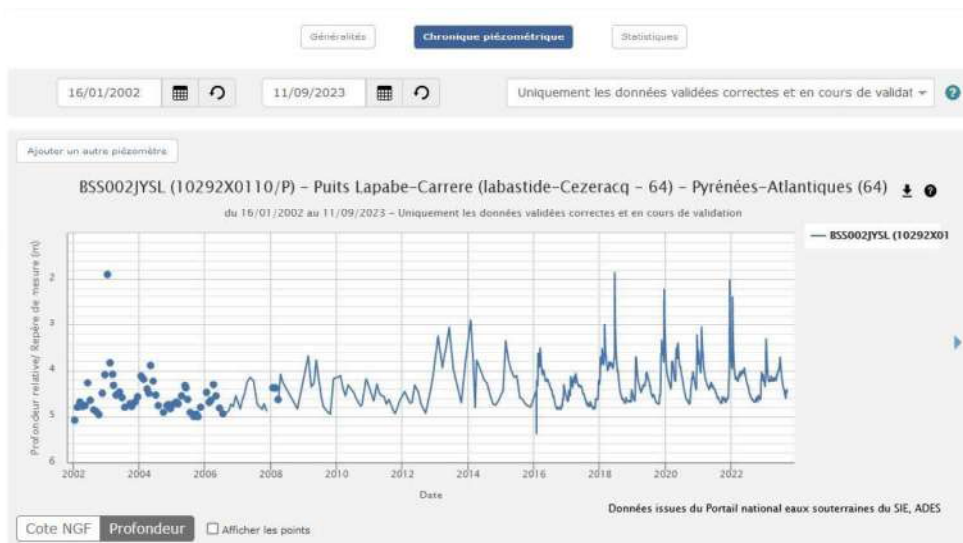 Généralités
Chronique piézométrique
Statistiques
16/01/2002
11/09/2023
Uniquement les données validées correctes et en cours de validat
?
Ajouter un autre piézomètre
BSS002JYSL (10292X0110/P) – Puits Lapabe-Carrere (labastide-Cezeracq – 64) – Pyrénées-Atlantiques (64)
?
du 16/01/2002 au 11/09/2023 – Uniquement les données validées correctes et en cours de validation
BSS002JYSL (10292X01
Profondeur relative/ Repère de mesure (m)
2
3
4
5
6
2002 2004 2006 2008 2010 2012 2014 2016 2018 2020 2022
Date
Données issues du Portail national eaux souterraines du SIE, ADES
Cote NGF Profondeur Afficher les points